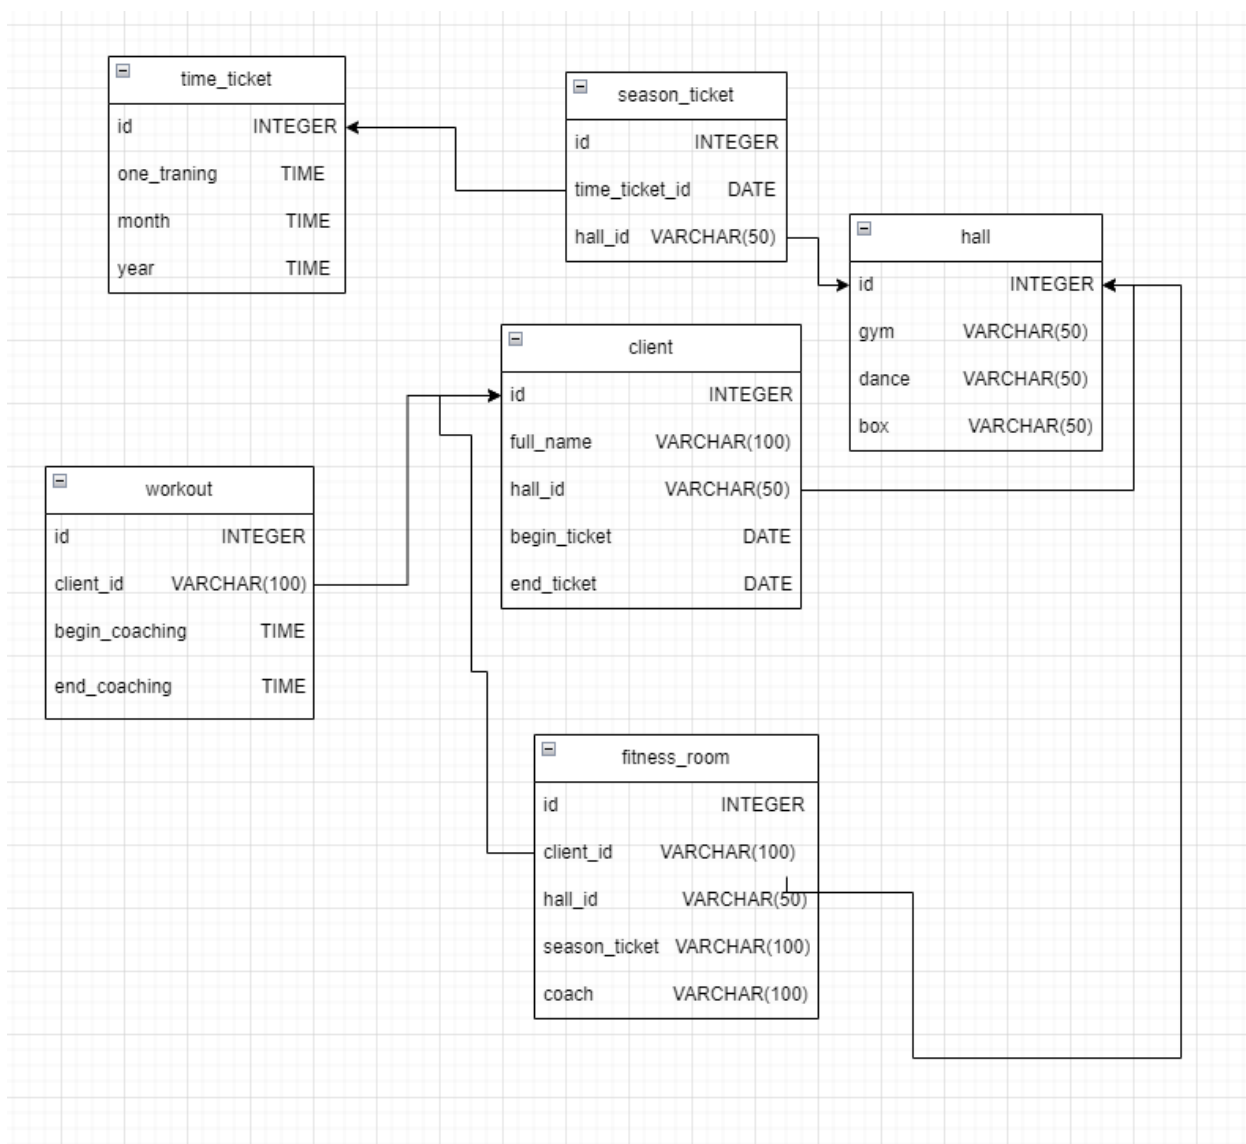 time_ticket
id INTEGER
one_traning TIME
month TIME
year TIME
season_ticket
id INTEGER
time_ticket_id DATE
hall_id VARCHAR(50)
hall
id INTEGER
gym VARCHAR(50)
dance VARCHAR(50)
box VARCHAR(50)
client
id INTEGER
full_name VARCHAR(100)
hall_id VARCHAR(50)
begin_ticket DATE
end_ticket DATE
workout
id INTEGER
client_id VARCHAR(100)
begin_coaching TIME
end_coaching TIME
fitness_room
id INTEGER
client_id VARCHAR(100)
hall_id VARCHAR(50)
season_ticket VARCHAR(100)
coach VARCHAR(100)